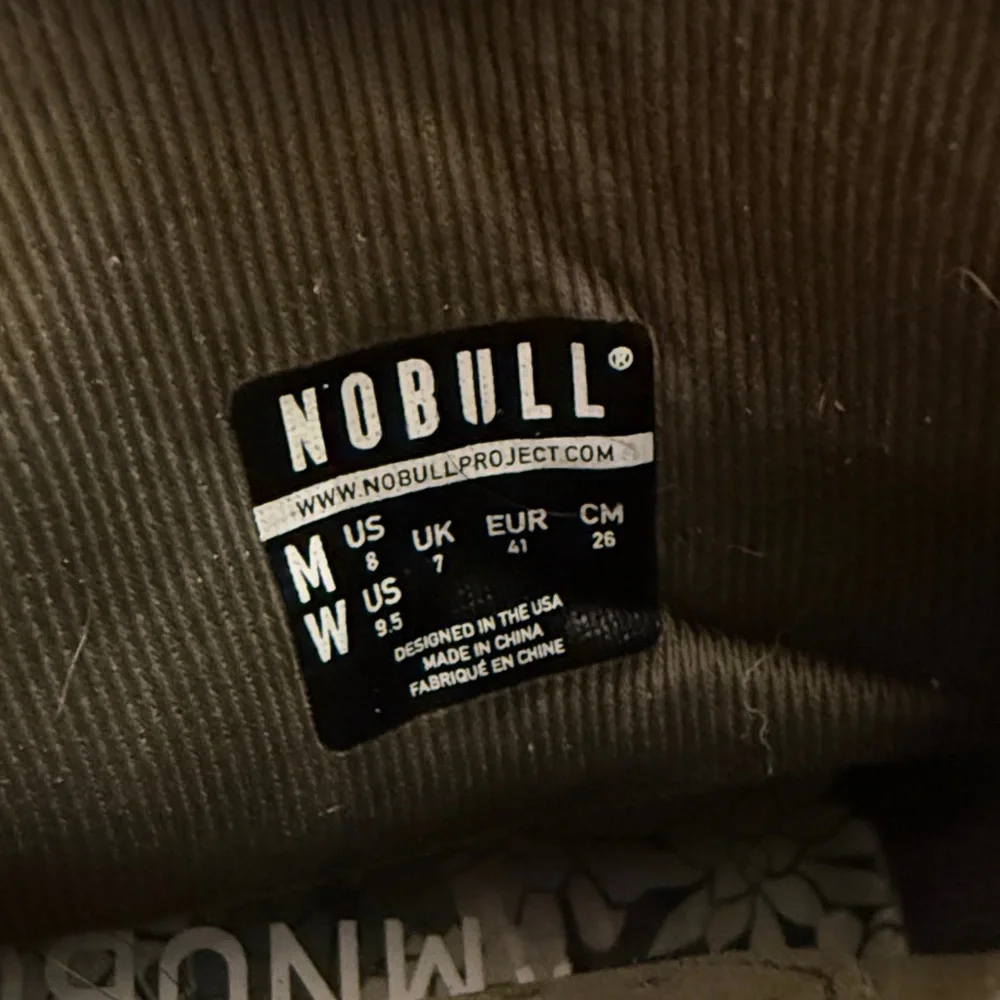 NOBULL®
WWW.NOBULLPROJECT.COM
M US 8 UK 7 EUR 41 CM 26
W US 9.5
DESIGNED IN THE USA
MADE IN CHINA
FABRIQUÉ EN CHINE